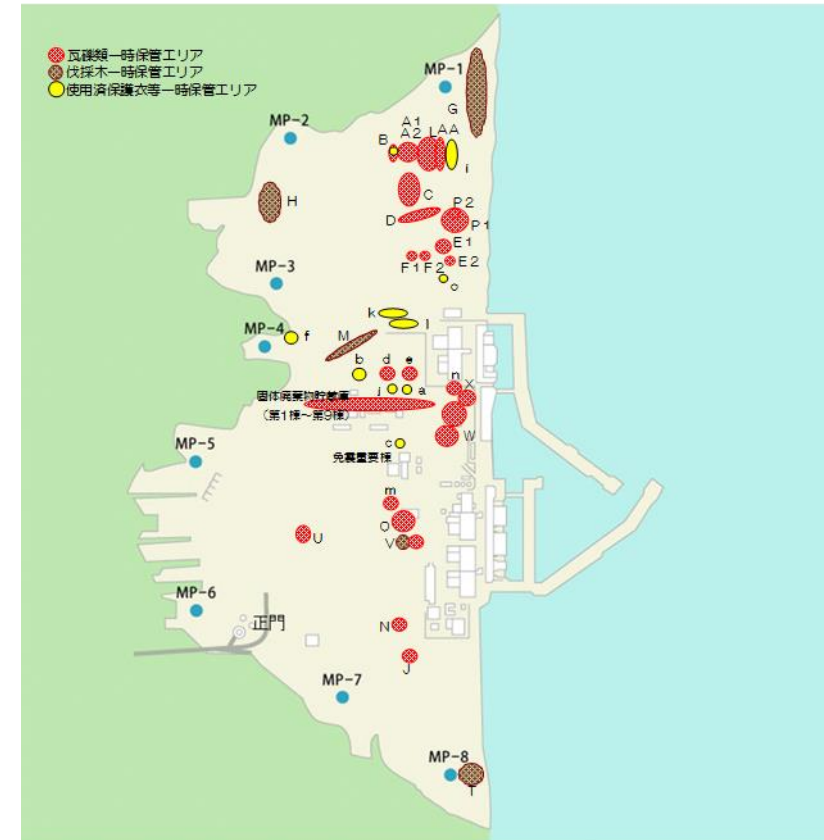 瓦礫類一時保管エリア
伐採木一時保管エリア
使用済保護衣等一時保管エリア
MP-1
G
MP-2
A1
A2
L
AA
B
i
C
H
P2
D
P1
E1
F1
F2
E2
MP-3
k
l
MP-4
f
M
b
d
e
n
X
j
a
固体廃棄物貯蔵庫
(第1棟~第9棟)
W
c
免震重要棟
MP-5
m
O
U
V
MP-6
正門
N
J
MP-7
MP-8
T